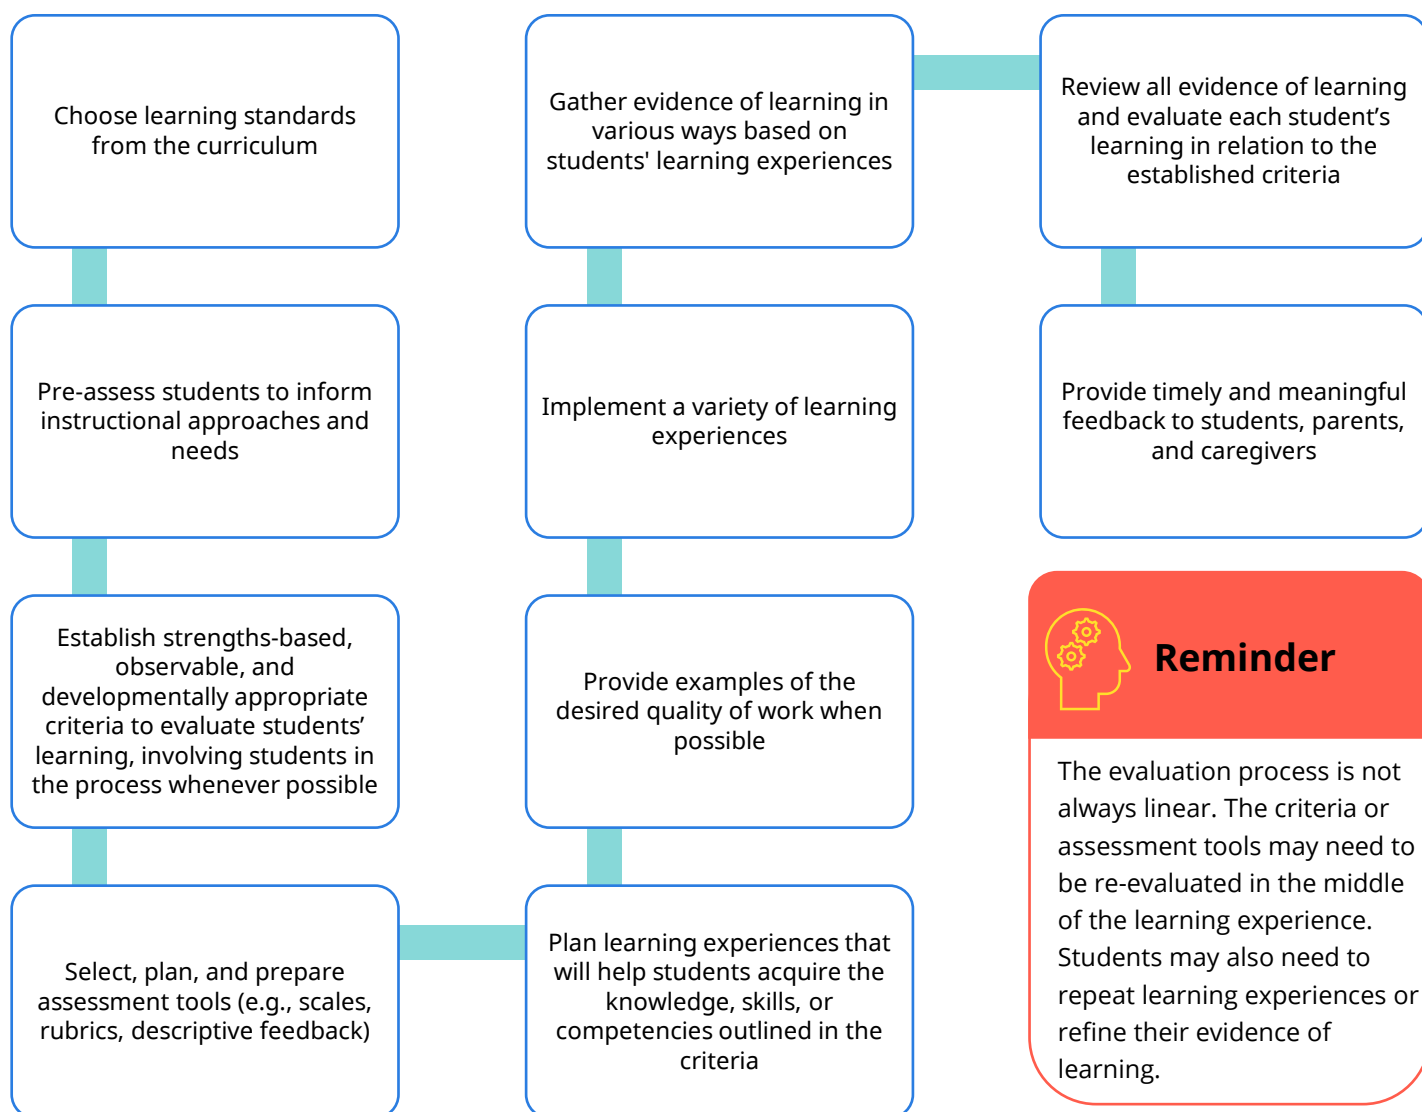 Choose learning standards
from the curriculum
Pre-assess students to inform
instructional approaches and
needs
Establish strengths-based,
observable, and
developmentally appropriate
criteria to evaluate students’
learning, involving students in
the process whenever possible
Select, plan, and prepare
assessment tools (e.g., scales,
rubrics, descriptive feedback)
Plan learning experiences that
will help students acquire the
knowledge, skills, or
competencies outlined in the
criteria
Provide examples of the
desired quality of work when
possible
Implement a variety of learning
experiences
Gather evidence of learning in
various ways based on
students' learning experiences
Review all evidence of learning
and evaluate each student’s
learning in relation to the
established criteria
Provide timely and meaningful
feedback to students, parents,
and caregivers
Reminder
The evaluation process is not
always linear. The criteria or
assessment tools may need to
be re-evaluated in the middle
of the learning experience.
Students may also need to
repeat learning experiences or
refine their evidence of
learning.